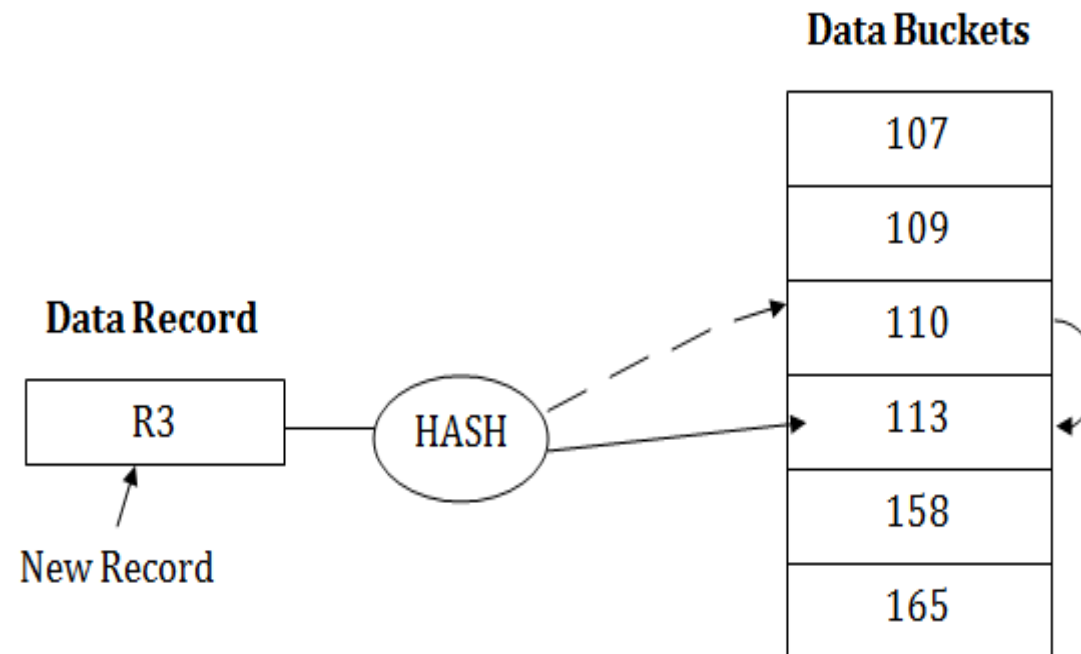 Data Buckets
107
109
110
113
158
165
Data Record
R3
HASH
New Record